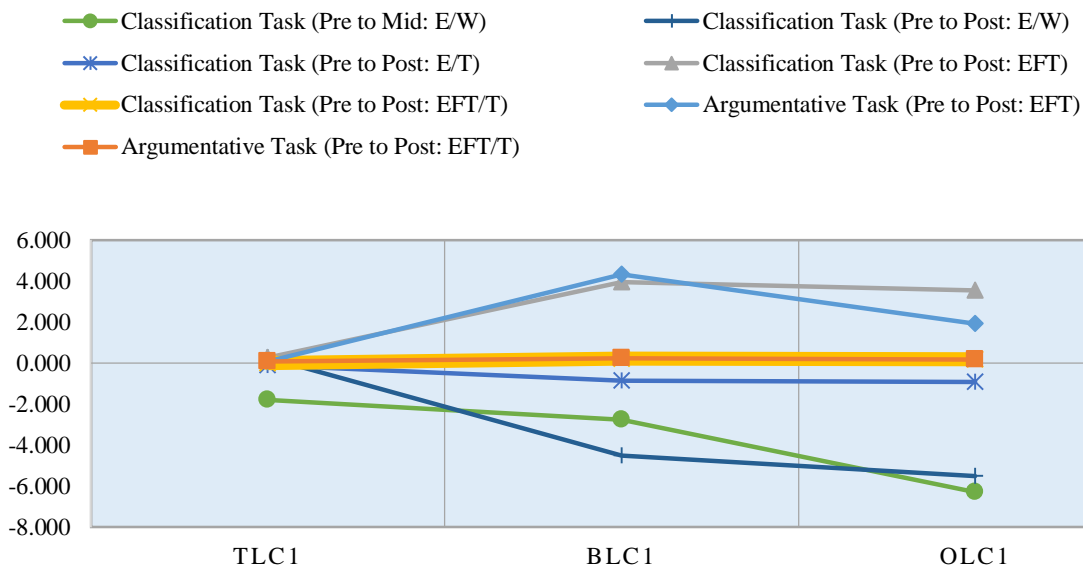 Classification Task (Pre to Mid: E/W)
Classification Task (Pre to Post: E/W)
Classification Task (Pre to Post: E/T)
Classification Task (Pre to Post: EFT)
Classification Task (Pre to Post: EFT/T)
Argumentative Task (Pre to Post: EFT)
Argumentative Task (Pre to Post: EFT/T)
6.000
4.000
2.000
0.000
-2.000
-4.000
-6.000
-8.000
TLC1 BLC1 OLC1